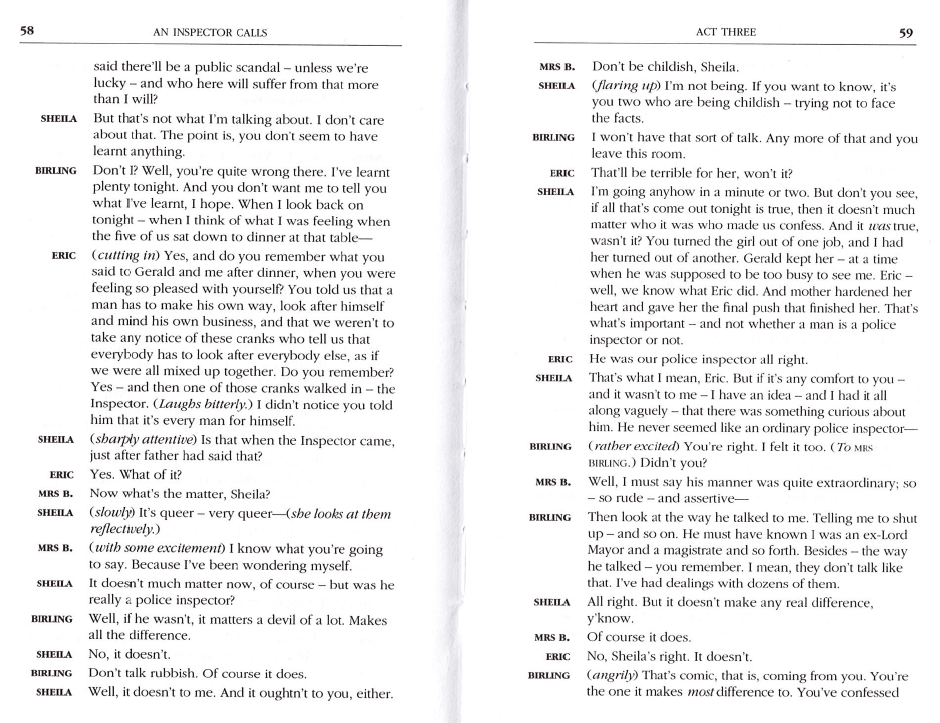 58
AN INSPECTOR CALLS
said there'll be a public scandal – unless we're
lucky – and who here will suffer from that more
than I will?
SHEILA But that's not what I'm talking about. I don't care
about that. The point is, you don't seem to have
learnt anything.
BIRLING Don't I? Well, you're quite wrong there. I've learnt
plenty tonight. And you don't want me to tell you
what I've learnt, I hope. When I look back on
tonight – when I think of what I was feeling when
the five of us sat down to dinner at that table—
ERIC (cutting in) Yes, and do you remember what you
said to Gerald and me after dinner, when you were
feeling so pleased with yourself? You told us that a
man has to make his own way, look after himself
and mind his own business, and that we weren't to
take any notice of these cranks who tell us that
everybody has to look after everybody else, as if
we were all mixed up together. Do you remember?
Yes – and then one of those cranks walked in – the
Inspector. (Laughs bitterly.) I didn't notice you told
him that it's every man for himself.
SHEILA (sharply attentive) Is that when the Inspector came,
just after father had said that?
ERIC Yes. What of it?
MRS B. Now what's the matter, Sheila?
SHEILA (slowly) It's queer – very queer—(she looks at them
reflectively.)
MRS B. (with some excitement) I know what you're going
to say. Because I've been wondering myself.
SHEILA It doesn't much matter now, of course – but was he
really a police inspector?
BIRLING Well, if he wasn't, it matters a devil of a lot. Makes
all the difference.
SHEILA No, it doesn't.
BIRLING Don't talk rubbish. Of course it does.
SHEILA Well, it doesn't to me. And it oughtn't to you, either.
ACT THREE
59
MRS B. Don't be childish, Sheila.
SHEILA (flaring up) I'm not being. If you want to know, it's
you two who are being childish – trying not to face
the facts.
BIRLING I won't have that sort of talk. Any more of that and you
leave this room.
ERIC That'll be terrible for her, won't it?
SHEILA I'm going anyhow in a minute or two. But don't you see,
if all that's come out tonight is true, then it doesn't much
matter who it was who made us confess. And it was true,
wasn't it? You turned the girl out of one job, and I had
her turned out of another. Gerald kept her – at a time
when he was supposed to be too busy to see me. Eric –
well, we know what Eric did. And mother hardened her
heart and gave her the final push that finished her. That's
what's important – and not whether a man is a police
inspector or not.
ERIC He was our police inspector all right.
SHEILA That's what I mean, Eric. But if it's any comfort to you –
and it wasn't to me – I have an idea – and I had it all
along vaguely – that there was something curious about
him. He never seemed like an ordinary police inspector—
BIRLING (rather excited) You're right. I felt it too. (To MRS
BIRLING.) Didn't you?
MRS B. Well, I must say his manner was quite extraordinary; so
– so rude – and assertive—
BIRLING Then look at the way he talked to me. Telling me to shut
up – and so on. He must have known I was an ex-Lord
Mayor and a magistrate and so forth. Besides – the way
he talked – you remember. I mean, they don't talk like
that. I've had dealings with dozens of them.
SHEILA All right. But it doesn't make any real difference,
y'know.
MRS B. Of course it does.
ERIC No, Sheila's right. It doesn't.
BIRLING (angrily) That's comic, that is, coming from you. You're
the one it makes most difference to. You've confessed